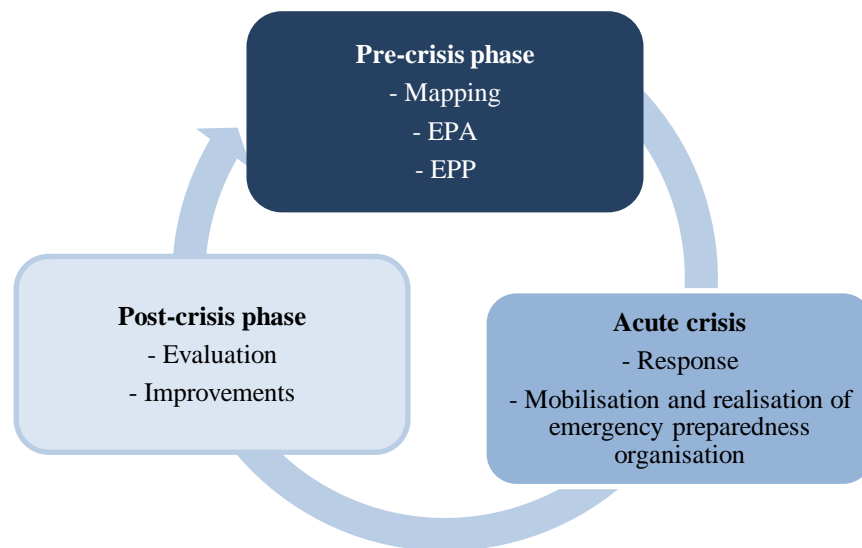 Pre-crisis phase
- Mapping
- EPA
- EPP
Acute crisis
- Response
- Mobilisation and realisation of
emergency preparedness
organisation
Post-crisis phase
- Evaluation
- Improvements